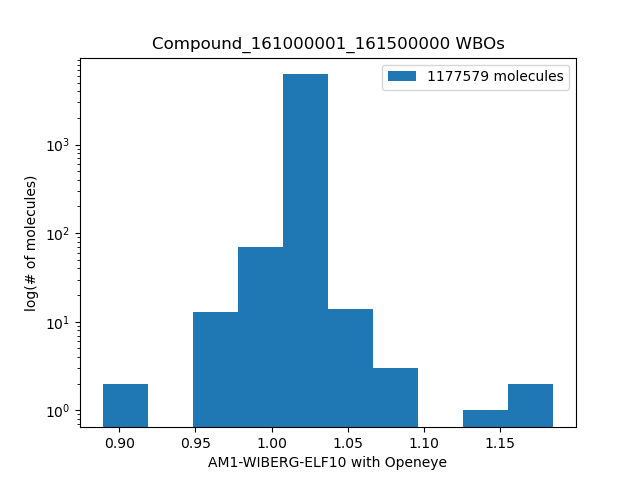 Compound_161000001_161500000 WBOs
1177579 molecules
log(# of molecules)
10³
10²
10¹
10⁰
0.90 0.95 1.00 1.05 1.10 1.15
AM1-WIBERG-ELF10 with Openeye